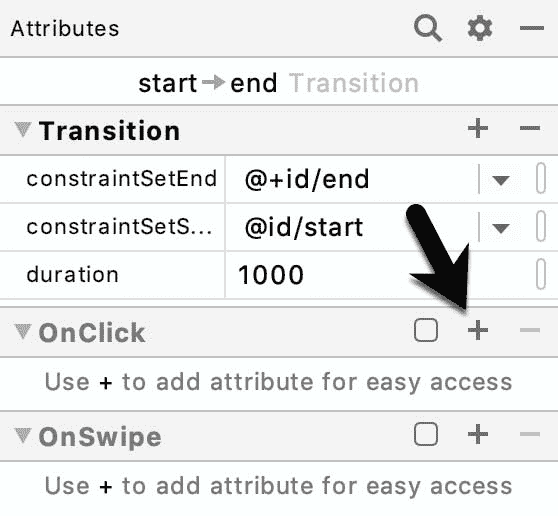 Attributes
start end Transition
Transition + −
constraintSetEnd @+id/end
constraintSetS... @id/start
duration 1000
OnClick + −
Use + to add attribute for easy access
OnSwipe + −
Use + to add attribute for easy access